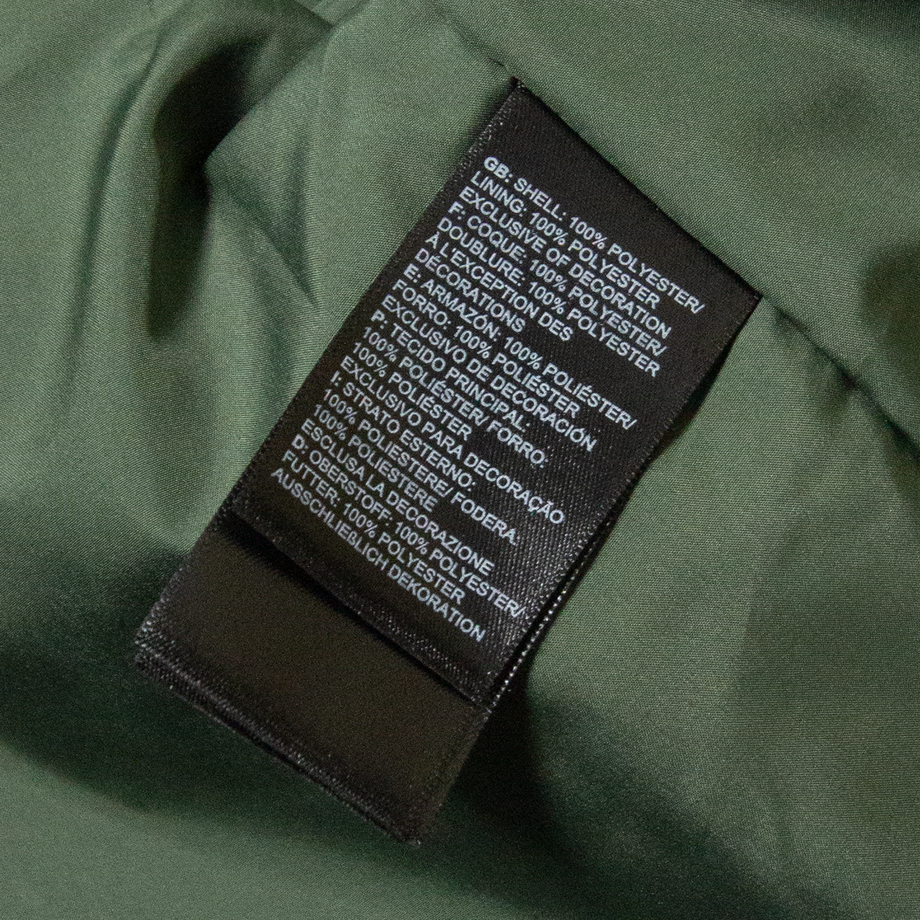 GB: SHELL: 100% POLYESTER/
LINING: 100% POLYESTER
EXCLUSIVE OF DECORATION
F: COQUE: 100% POLYESTER/
DOUBLURE: 100% POLYESTER
À L'EXCEPTION DES
DÉCORATIONS
E: ARMAZÓN: 100% POLIÉSTER/
FORRO: 100% POLIESTER
EXCLUSIVO DE DECORACIÓN
P: TECIDO PRINCIPAL:
100% POLIÉSTER/ FORRO:
100% POLIÉSTER
EXCLUSIVO PARA DECORAÇÃO
I: STRATO ESTERNO:
100% POLIESTERE/ FODERA.
100% POLIESTERE
ESCLUSA LA DECORAZIONE
D: OBERSTOFF: 100% POLYESTER/
FUTTER: 100% POLYESTER
AUSSCHLIEßLICH DEKORATION